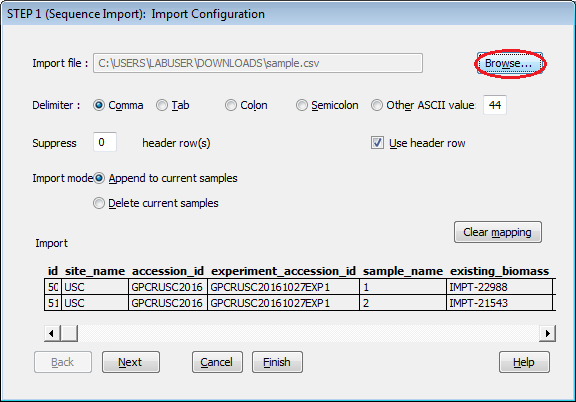 STEP 1 (Sequence Import): Import Configuration
Import file : C:\USERS\LABUSER\DOWNLOADS\sample.csv Browse...
Delimiter : Comma Tab Colon Semicolon Other ASCII value 44
Suppress 0 header row(s) Use header row
Import mode Append to current samples
Delete current samples
Clear mapping
Import
id site_name accession_id experiment_accession_id sample_name existing_biomass
50 USC GPCRUSC2016 GPCRUSC20161027EXP1 1 IMPT-22988
51 USC GPCRUSC2016 GPCRUSC20161027EXP1 2 IMPT-21543
Back Next Cancel Finish Help